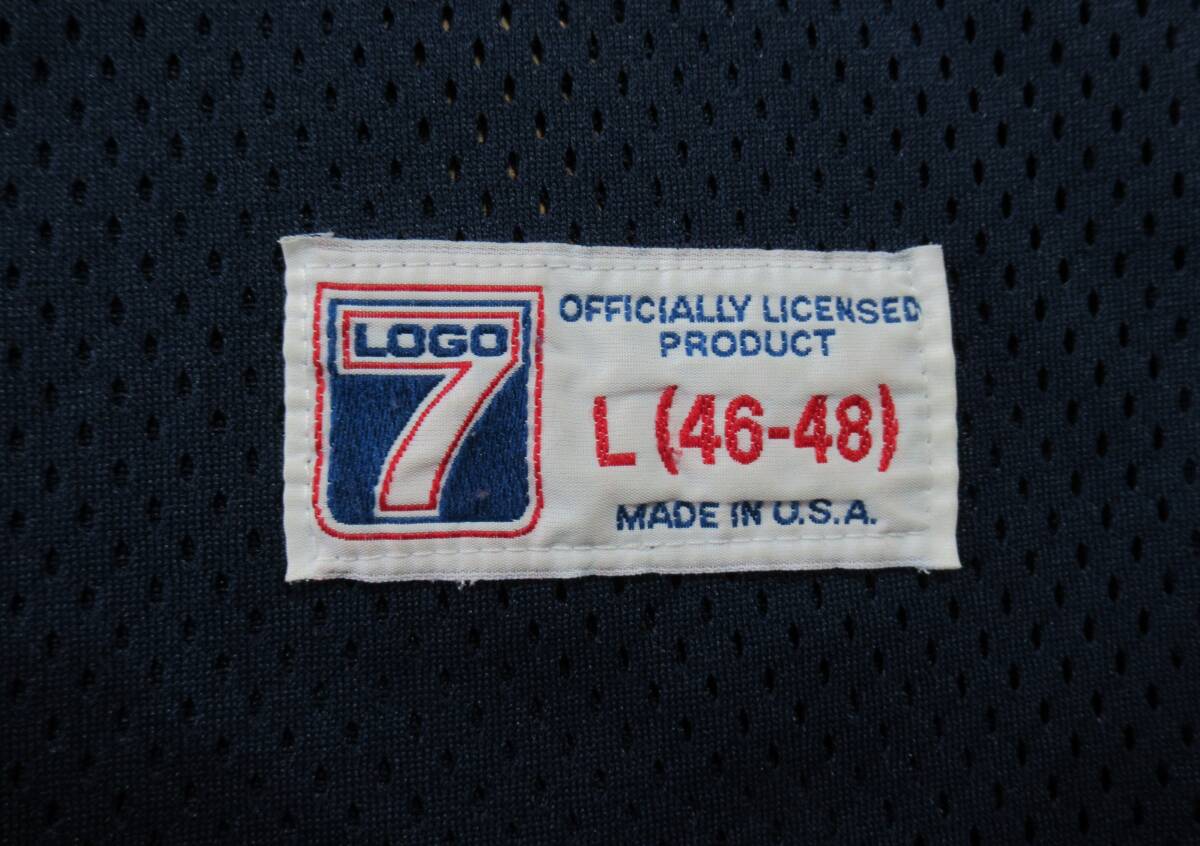 LOGO
7
OFFICIALLY LICENSED
PRODUCT
L (46-48)
MADE IN U.S.A.